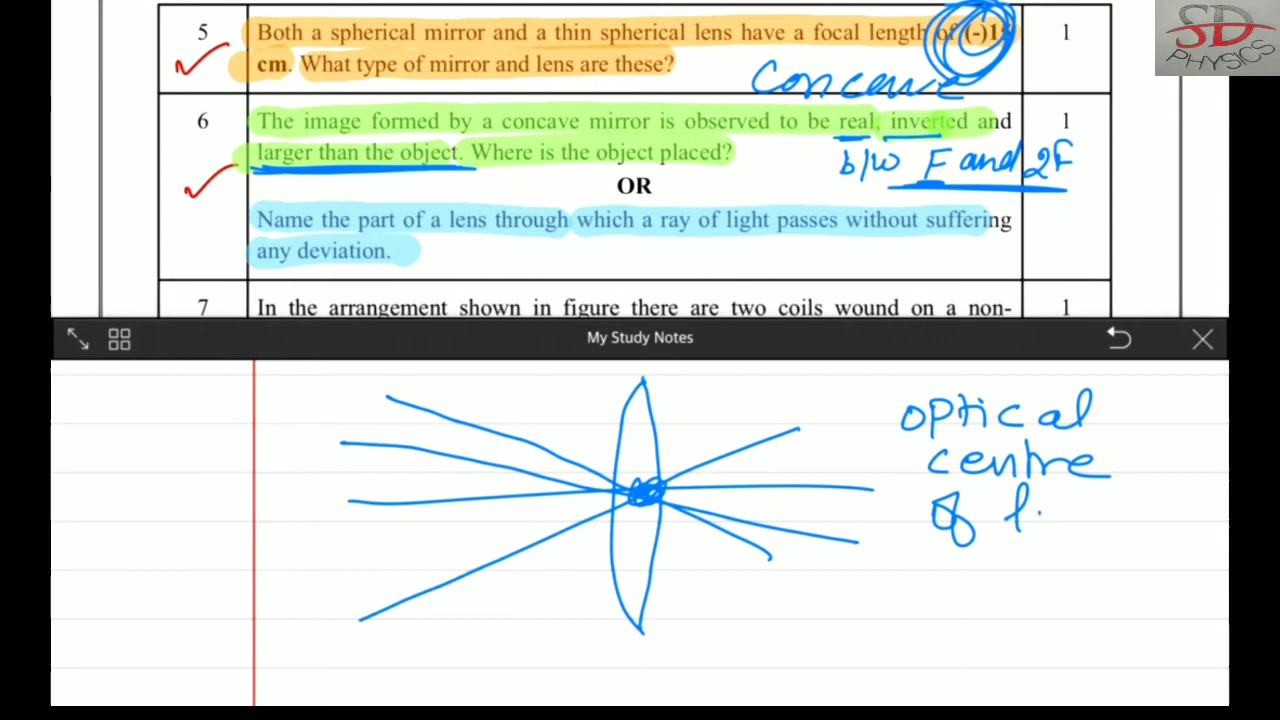 5 Both a spherical mirror and a thin spherical lens have a focal length of (-)1 1
cm. What type of mirror and lens are these?
Concave
6 The image formed by a concave mirror is observed to be real, inverted and 1
larger than the object. Where is the object placed?
b/w F and 2F
OR
Name the part of a lens through which a ray of light passes without suffering
any deviation.
7 In the arrangement shown in figure there are two coils wound on a non- 1
My Study Notes
optical
centre
of l.
SD
PHYSICS